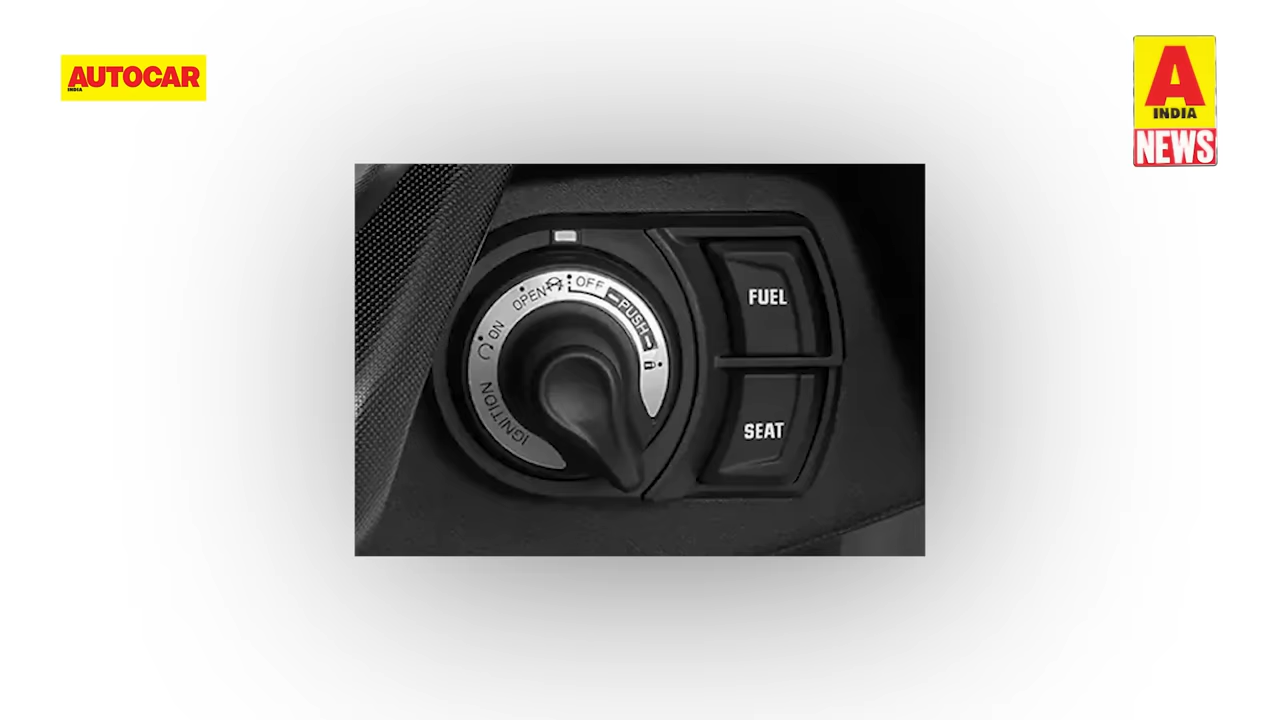 AUTOCAR
INDIA
A
INDIA
NEWS
IGNITION
ON
OPEN
OFF
PUSH
FUEL
SEAT